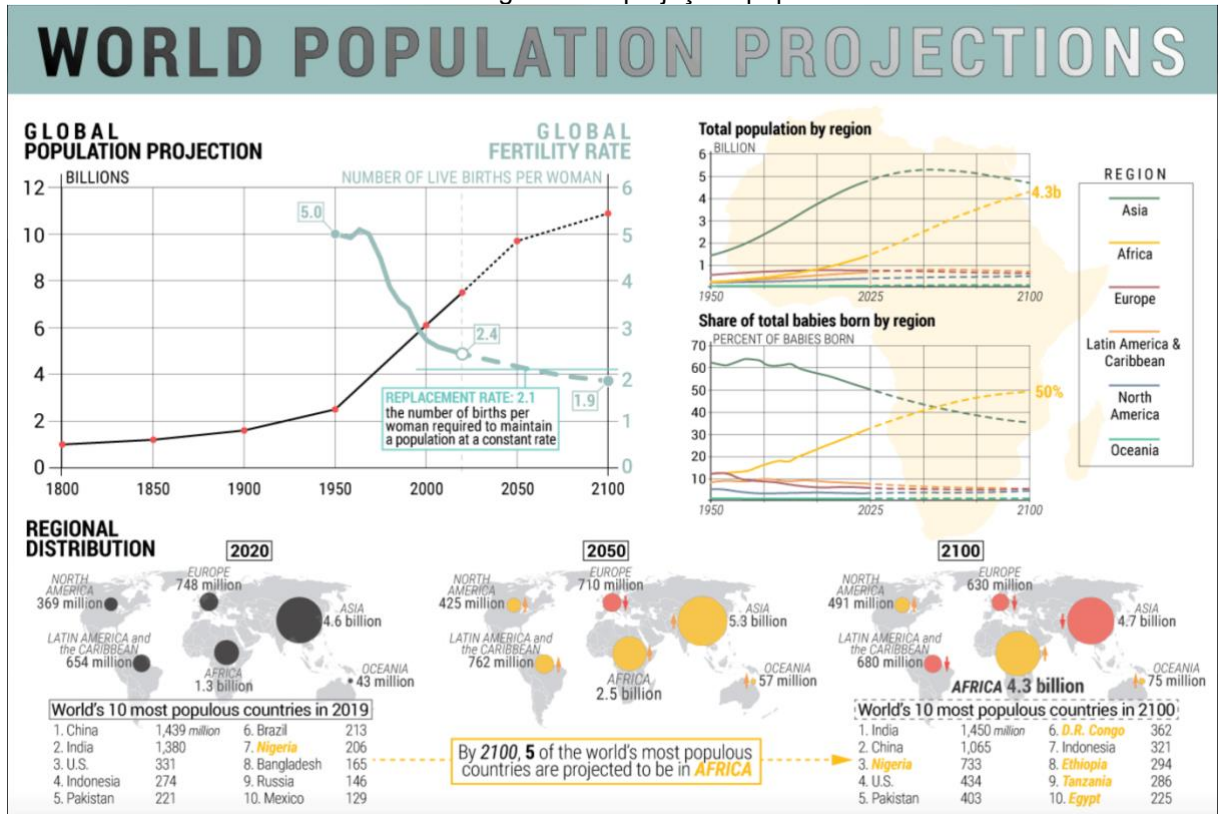 WORLD POPULATION PROJECTIONS
GLOBAL
POPULATION PROJECTION
GLOBAL
FERTILITY RATE
BILLIONS
NUMBER OF LIVE BIRTHS PER WOMAN
12
10
8
6
4
2
0
6
5
4
3
2
1
0
5.0
2.4
1.9
REPLACEMENT RATE: 2.1
the number of births per
woman required to maintain
a population at a constant rate
1800 1850 1900 1950 2000 2050 2100
Total population by region
BILLION
6
5
4
3
2
1
4.3b
1950 2025 2100
Share of total babies born by region
PERCENT OF BABIES BORN
70
60
50
40
30
20
10
50%
1950 2025 2100
REGION
Asia
Africa
Europe
Latin America &
Caribbean
North
America
Oceania
REGIONAL
DISTRIBUTION
2020
NORTH
AMERICA
369 million
EUROPE
748 million
ASIA
4.6 billion
LATIN AMERICA and
the CARIBBEAN
654 million
AFRICA
1.3 billion
OCEANIA
43 million
World's 10 most populous countries in 2019
1. China 1,439 million 6. Brazil 213
2. India 1,380 7. Nigeria 206
3. U.S. 331 8. Bangladesh 165
4. Indonesia 274 9. Russia 146
5. Pakistan 221 10. Mexico 129
2050
NORTH
AMERICA
425 million
EUROPE
710 million
ASIA
5.3 billion
LATIN AMERICA and
the CARIBBEAN
762 million
AFRICA
2.5 billion
OCEANIA
57 million
By 2100, 5 of the world's most populous
countries are projected to be in AFRICA
2100
NORTH
AMERICA
491 million
EUROPE
630 million
ASIA
4.7 billion
LATIN AMERICA and
the CARIBBEAN
680 million
AFRICA 4.3 billion
OCEANIA
75 million
World's 10 most populous countries in 2100
1. India 1,450 million 6. D.R. Congo 362
2. China 1,065 7. Indonesia 321
3. Nigeria 733 8. Ethiopia 294
4. U.S. 434 9. Tanzania 286
5. Pakistan 403 10. Egypt 225